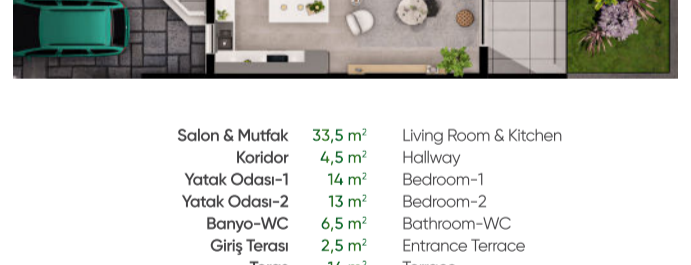 Salon & Mutfak 33,5 m² Living Room & Kitchen
Koridor 4,5 m² Hallway
Yatak Odası-1 14 m² Bedroom-1
Yatak Odası-2 13 m² Bedroom-2
Banyo-WC 6,5 m² Bathroom-WC
Giriş Terası 2,5 m² Entrance Terrace